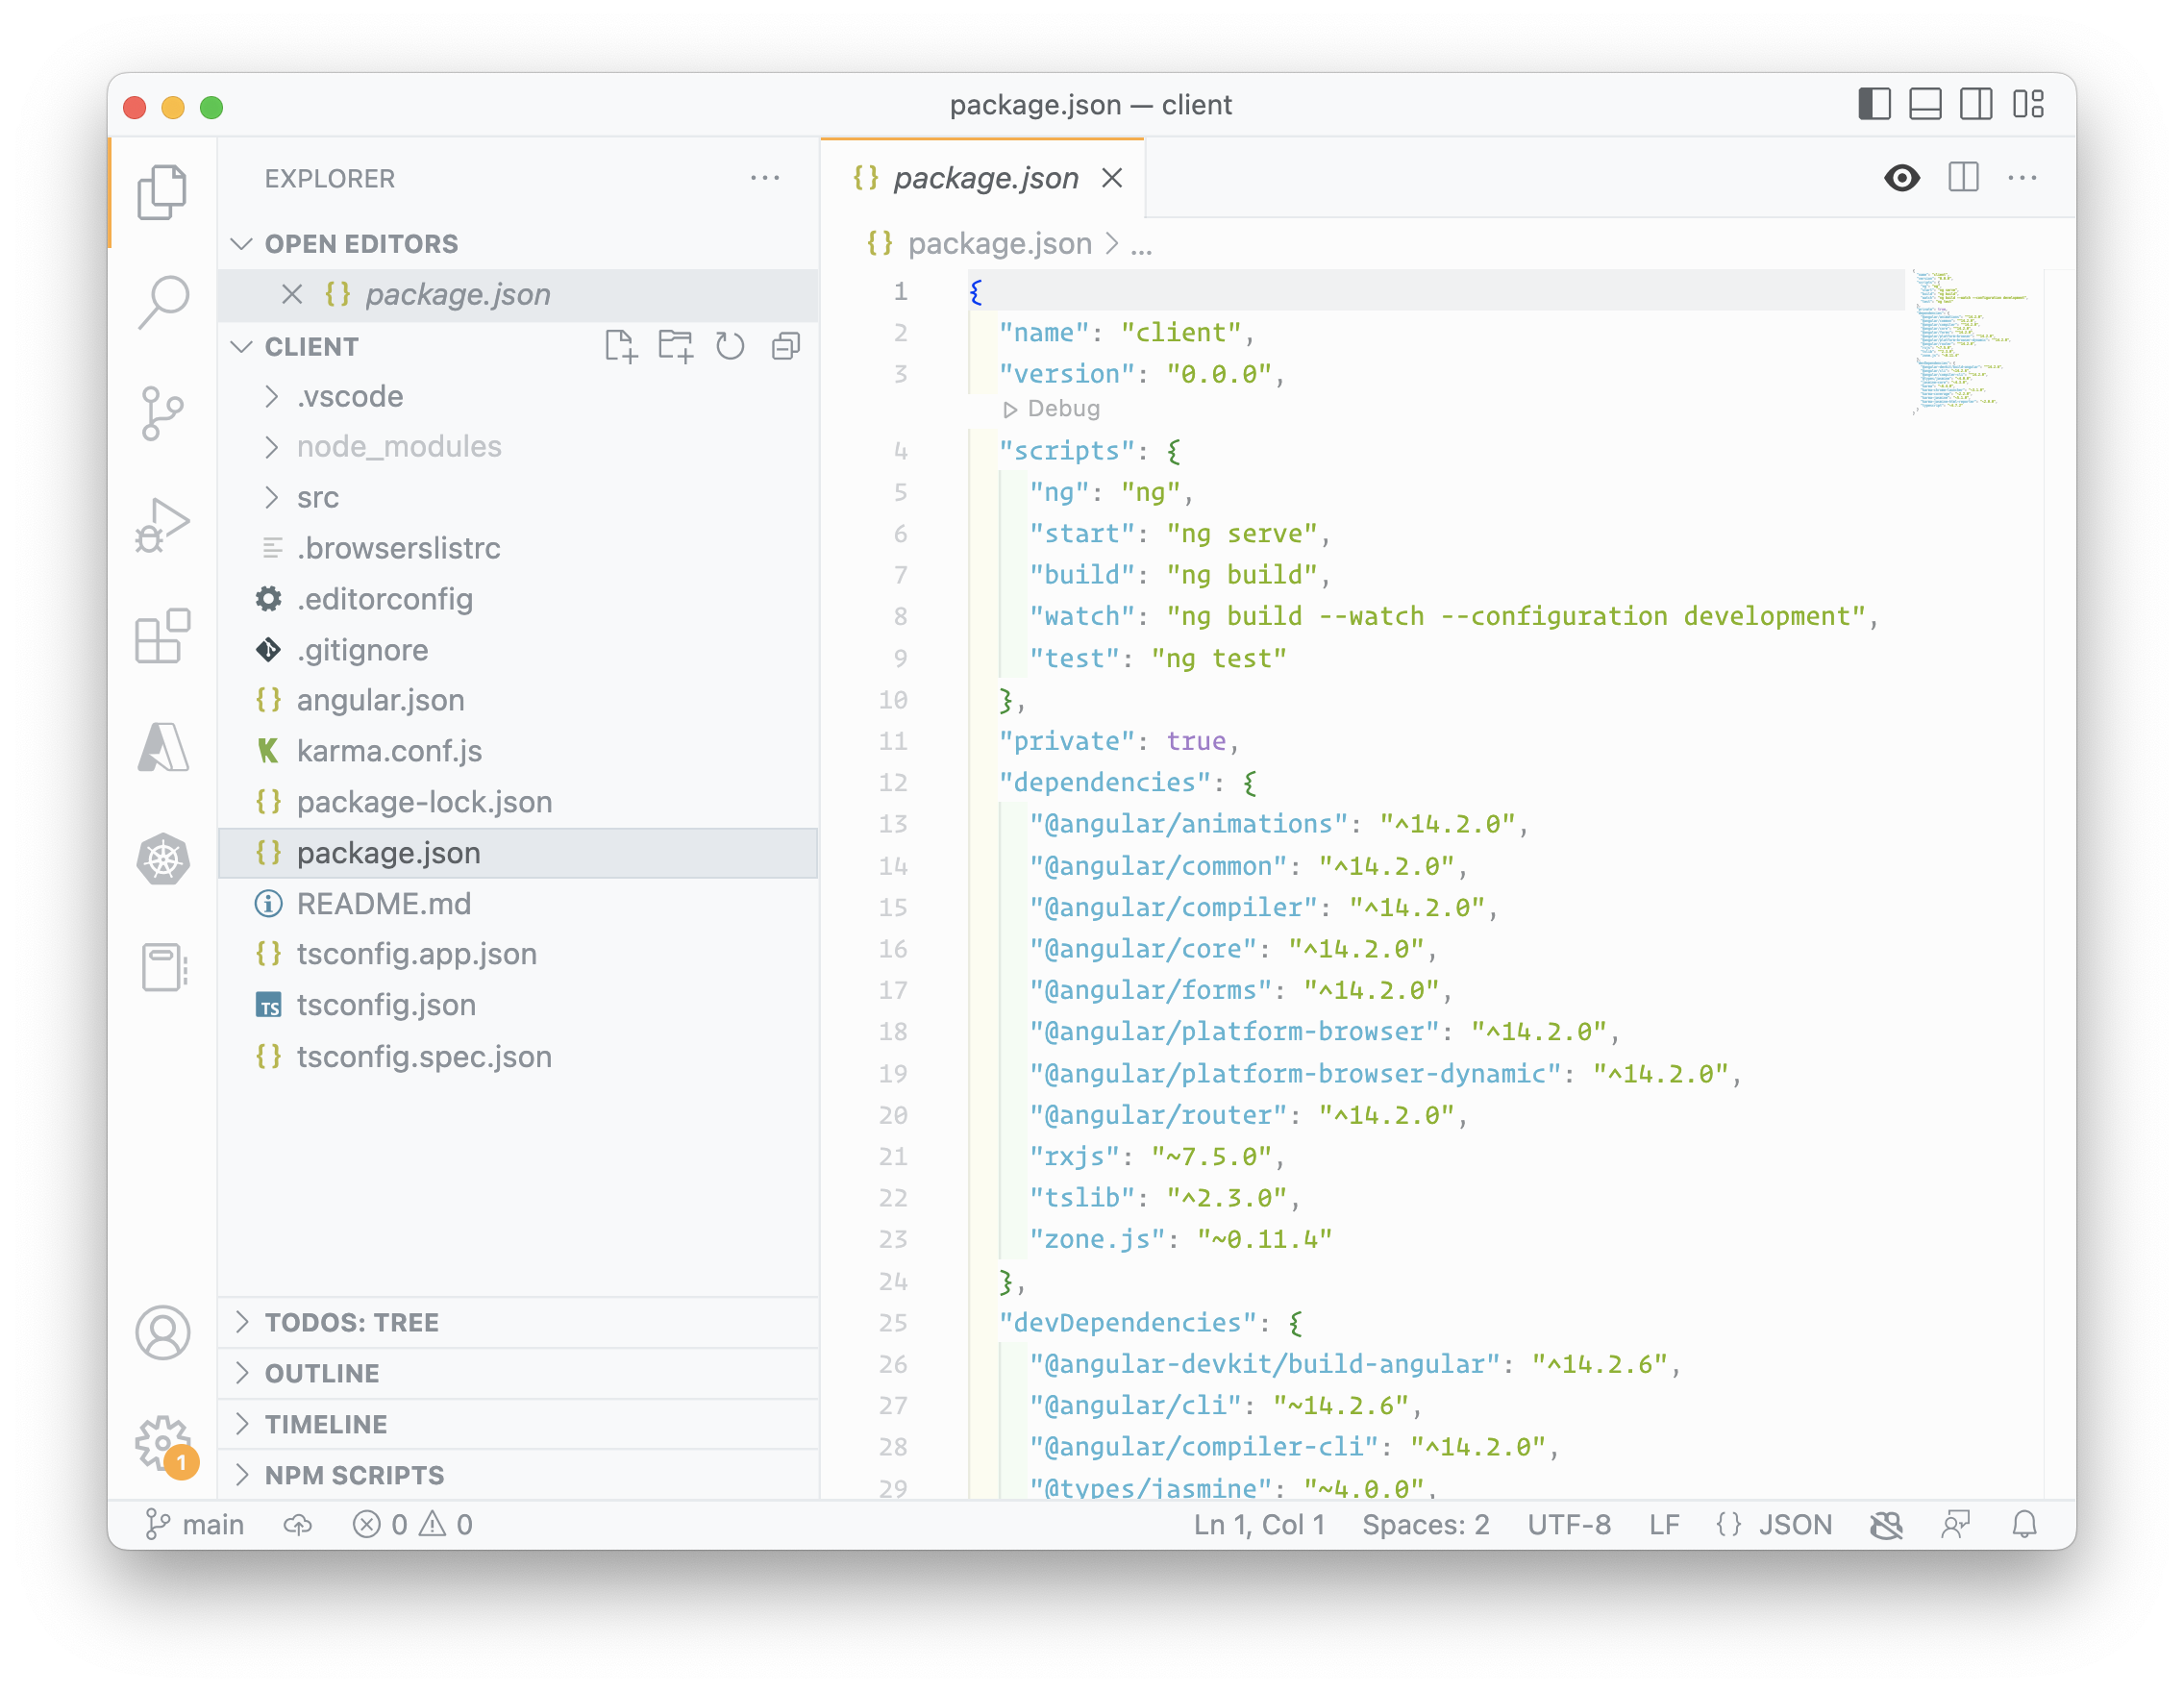 package.json — client
EXPLORER
OPEN EDITORS
package.json
CLIENT
.vscode
node_modules
src
.browserslistrc
.editorconfig
.gitignore
angular.json
karma.conf.js
package-lock.json
package.json
README.md
tsconfig.app.json
TS tsconfig.json
tsconfig.spec.json
TODOS: TREE
OUTLINE
TIMELINE
NPM SCRIPTS
1
{} package.json
{} package.json > ...
1 {
2 "name": "client",
3 "version": "0.0.0",
Debug
4 "scripts": {
5 "ng": "ng",
6 "start": "ng serve",
7 "build": "ng build",
8 "watch": "ng build --watch --configuration development",
9 "test": "ng test"
10 },
11 "private": true,
12 "dependencies": {
13 "@angular/animations": "^14.2.0",
14 "@angular/common": "^14.2.0",
15 "@angular/compiler": "^14.2.0",
16 "@angular/core": "^14.2.0",
17 "@angular/forms": "^14.2.0",
18 "@angular/platform-browser": "^14.2.0",
19 "@angular/platform-browser-dynamic": "^14.2.0",
20 "@angular/router": "^14.2.0",
21 "rxjs": "~7.5.0",
22 "tslib": "^2.3.0",
23 "zone.js": "~0.11.4"
24 },
25 "devDependencies": {
26 "@angular-devkit/build-angular": "^14.2.6",
27 "@angular/cli": "~14.2.6",
28 "@angular/compiler-cli": "^14.2.0",
29 "@types/jasmine": "~4.0.0",
main 0 0 Ln 1, Col 1 Spaces: 2 UTF-8 LF {} JSON